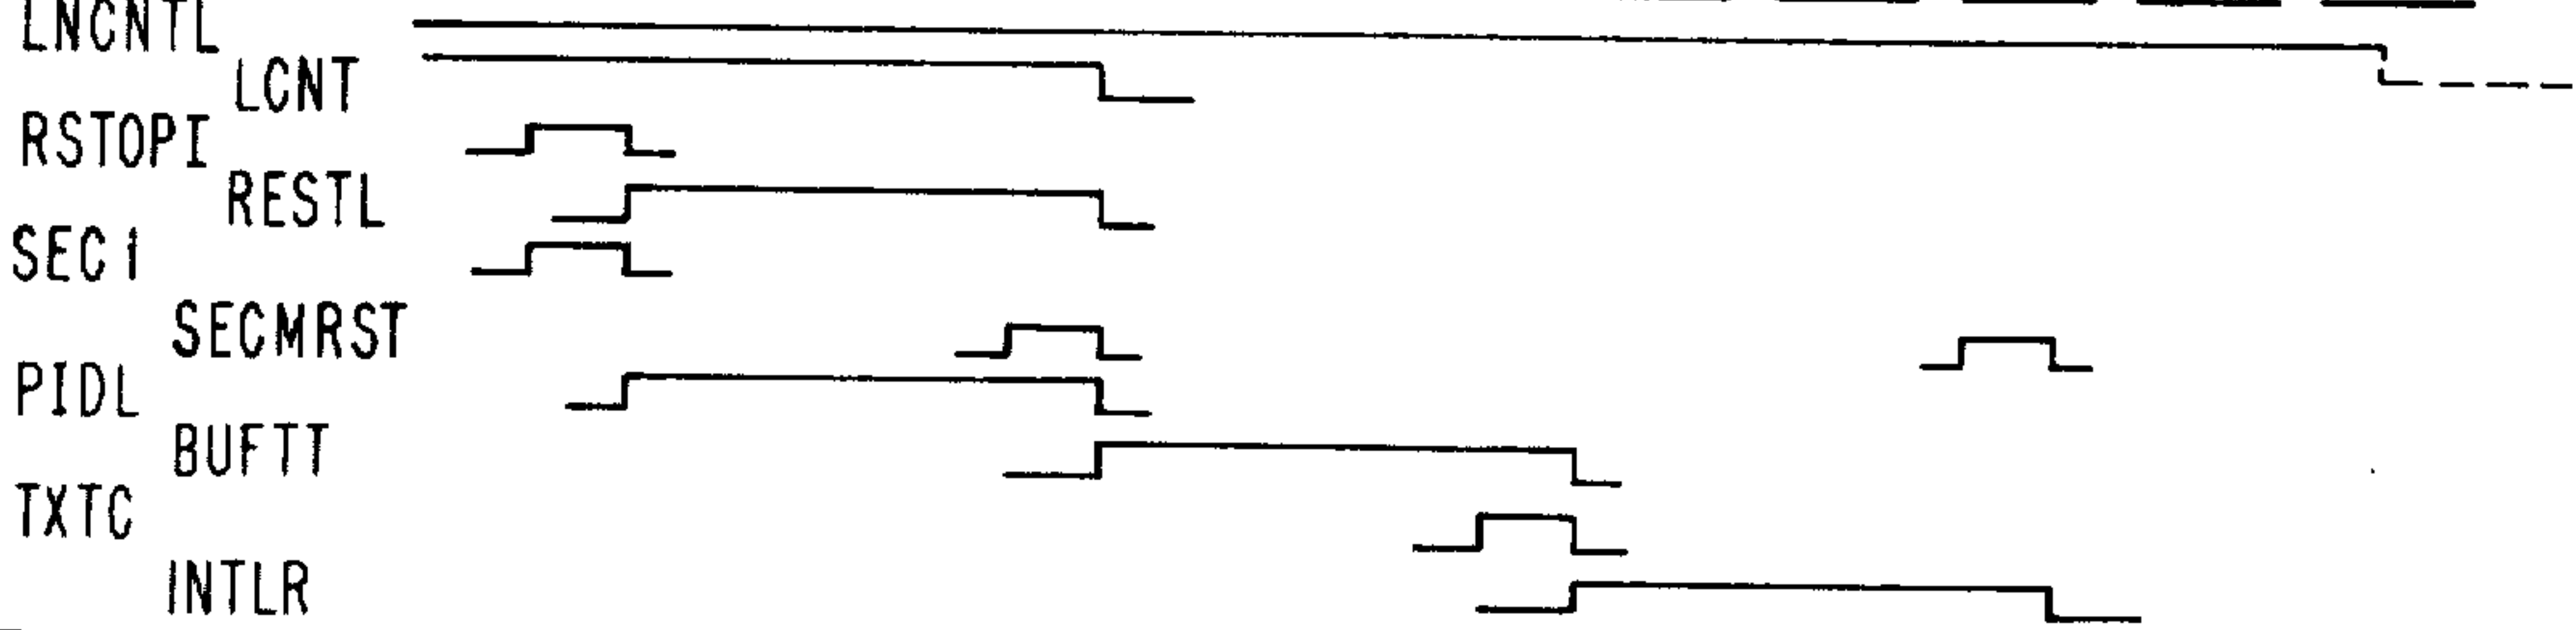 LNCNTL
LCNT
RSTOPI
RESTL
SEC1
SECMRST
PIDL
BUFTT
TXTC
INTLR